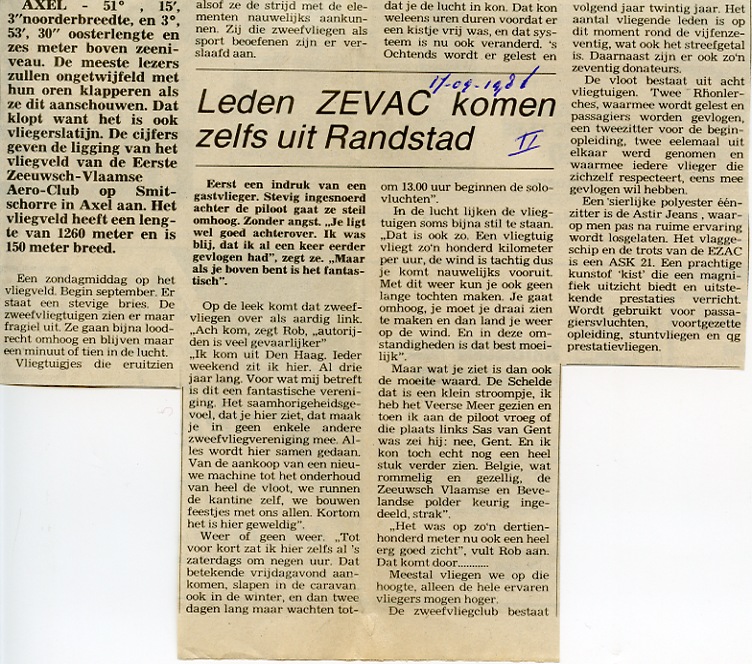 AXEL - 51° , 15′,
3″noorderbreedte, en 3°,
53′, 30″ oosterlengte en
zes meter boven zeeni-
veau. De meeste lezers
zullen ongetwijfeld met
hun oren klapperen als
ze dit aanschouwen. Dat
klopt want het is ook
vliegerslatijn. De cijfers
geven de ligging van het
vliegveld van de Eerste
Zeeuwsch-Vlaamse
Aero-Club op Smit-
schorre in Axel aan. Het
vliegveld heeft een leng-
te van 1260 meter en is
150 meter breed.
Een zondagmiddag op het
vliegveld. Begin september. Er
staat een stevige bries. De
zweefvliegtuigen zien er maar
fragiel uit. Ze gaan bijna lood-
recht omhoog en blijven maar
een minuut of tien in de lucht.
Vliegtuigjes die eruitzien
alsof ze de strijd met de ele-
menten nauwelijks aankun-
nen. Zij die zweefvliegen als
sport beoefenen zijn er ver-
slaafd aan.
dat je de lucht in kon. Dat kon
weleens uren duren voordat er
een kistje vrij was, en dat sys-
teem is nu ook veranderd. 's
Ochtends wordt er gelest en
17-09-1986
Leden ZEVAC komen
zelfs uit Randstad
II
Eerst een indruk van een
gastvlieger. Stevig ingesnoerd
achter de piloot gaat ze steil
omhoog. Zonder angst. „Je ligt
wel goed achterover. Ik was
blij, dat ik al een keer eerder
gevlogen had”, zegt ze. „Maar
als je boven bent is het fantas-
tisch”.
Op de leek komt dat zweef-
vliegen over als aardig link.
„Ach kom, zegt Rob, „autorij-
den is veel gevaarlijker”
„Ik kom uit Den Haag. Ieder
weekend zit ik hier. Al drie
jaar lang. Voor wat mij betreft
is dit een fantastische vereni-
ging. Het saamhorigeheidsge-
voel, dat je hier ziet, dat maak
je in geen enkele andere
zweefvliegvereniging mee. Al-
les wordt hier samen gedaan.
Van de aankoop van een nieu-
we machine tot het onderhoud
van heel de vloot, we runnen
de kantine zelf, we bouwen
feestjes met ons allen. Kortom
het is hier geweldig”.
Weer of geen weer. „Tot
voor kort zat ik hier zelfs al 's
zaterdags om negen uur. Dat
betekende vrijdagavond aan-
komen, slapen in de caravan
ook in de winter, en dan twee
dagen lang maar wachten tot-
om 13.00 uur beginnen de solo-
vluchten”.
In de lucht lijken de vlieg-
tuigen soms bijna stil te staan.
„Dat is ook zo. Een vliegtuig
vliegt zo'n honderd kilometer
per uur, de wind is tachtig dus
je komt nauwelijks vooruit.
Met dit weer kun je ook geen
lange tochten maken. Je gaat
omhoog, je moet je draai zien
te maken en dan land je weer
op de wind. En in deze om-
standigheden is dat best moei-
lijk”.
Maar wat je ziet is dan ook
de moeite waard. De Schelde
dat is een klein stroompje, ik
heb het Veerse Meer gezien en
toen ik aan de piloot vroeg of
die plaats links Sas van Gent
was zei hij: nee, Gent. En ik
kon toch echt nog een heel
stuk verder zien. Belgie, wat
rommelig en gezellig, de
Zeeuwsch Vlaamse en Beve-
landse polder keurig inge-
deeld, strak”.
„Het was op zo'n dertien-
honderd meter nu ook een heel
erg goed zicht”, vult Rob aan.
Dat komt door...........
Meestal vliegen we op die
hoogte, alleen de hele ervaren
vliegers mogen hoger.
De zweefvliegclub bestaat
volgend jaar twintig jaar. Het
aantal vliegende leden is op
dit moment rond de vijfenze-
ventig, wat ook het streefgetal
is. Daarnaast zijn er ook zo'n
zeventig donateurs.
De vloot bestaat uit acht
vliegtuigen. Twee Rhonler-
ches, waarmee wordt gelest en
passagiers worden gevlogen,
een tweezitter voor de begin-
opleiding, twee eelemaal uit
elkaar werd genomen en
waarmee iedere vlieger die
zichzelf respecteert, eens mee
gevlogen wil hebben.
Een sierlijke polyester één-
zitter is de Astir Jeans , waar-
op men pas na ruime ervaring
wordt losgelaten. Het vlagge-
schip en de trots van de EZAC
is een ASK 21. Een prachtige
kunstof 'kist' die een magni-
fiek uitzicht biedt en uitste-
kende prestaties verricht.
Wordt gebruikt voor passa-
giersvluchten, voortgezette
opleiding, stuntvliegen en qg
prestatievliegen.